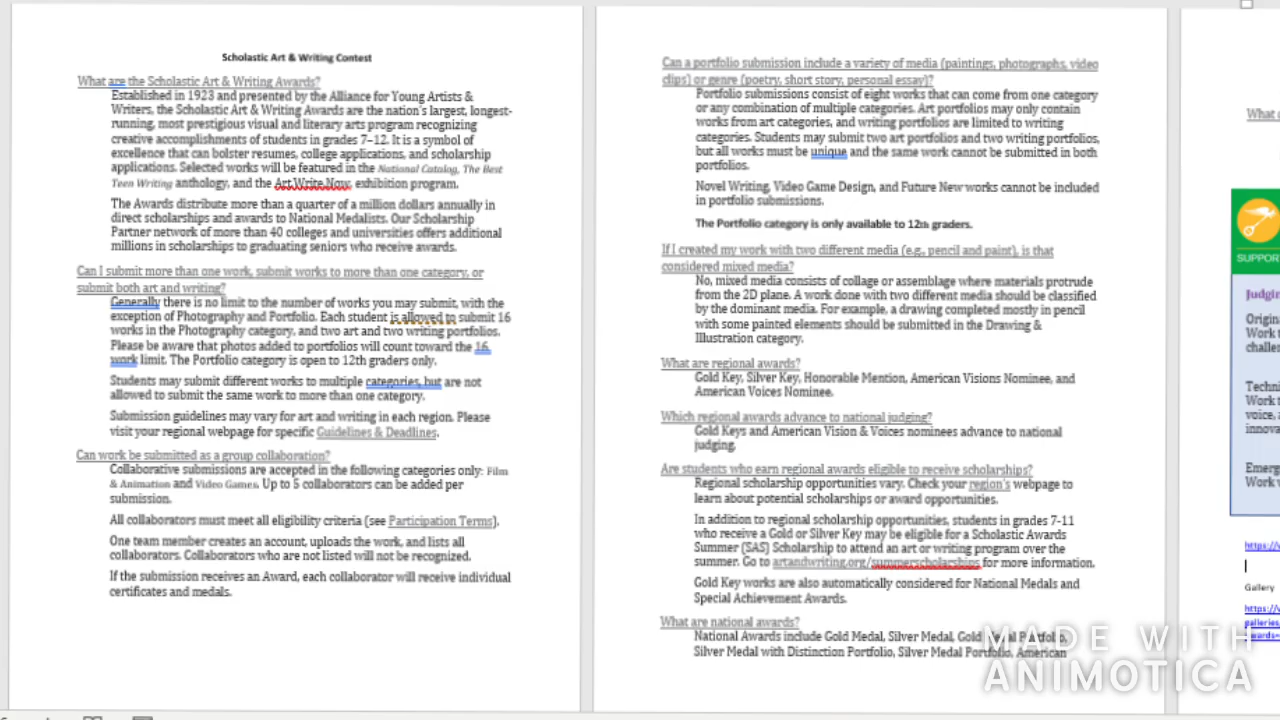 Scholastic Art & Writing Contest
What are the Scholastic Art & Writing Awards?
Established in 1923 and presented by the Alliance for Young Artists &
Writers, the Scholastic Art & Writing Awards are the nation's largest, longest-
running, most prestigious visual and literary arts program recognizing
creative accomplishments of students in grades 7–12. It is a symbol of
excellence that can bolster resumes, college applications, and scholarship
applications. Selected works will be featured in the National Catalog, The Best
Teen Writing anthology, and the Art.Write.Now. exhibition program.
The Awards distribute more than a quarter of a million dollars annually in
direct scholarships and awards to National Medalists. Our Scholarship
Partner network of more than 40 colleges and universities offers additional
millions in scholarships to graduating seniors who receive awards.
Can I submit more than one work, submit works to more than one category, or
submit both art and writing?
Generally there is no limit to the number of works you may submit, with the
exception of Photography and Portfolio. Each student is allowed to submit 16
works in the Photography category, and two art and two writing portfolios.
Please be aware that photos added to portfolios will count toward the 16
work limit. The Portfolio category is open to 12th graders only.
Students may submit different works to multiple categories, but are not
allowed to submit the same work to more than one category.
Submission guidelines may vary for art and writing in each region. Please
visit your regional webpage for specific Guidelines & Deadlines.
Can work be submitted as a group collaboration?
Collaborative submissions are accepted in the following categories only: Film
& Animation and Video Games. Up to 5 collaborators can be added per
submission.
All collaborators must meet all eligibility criteria (see Participation Terms).
One team member creates an account, uploads the work, and lists all
collaborators. Collaborators who are not listed will not be recognized.
If the submission receives an Award, each collaborator will receive individual
certificates and medals.
Can a portfolio submission include a variety of media (paintings, photographs, video
clips) or genre (poetry, short story, personal essay)?
Portfolio submissions consist of eight works that can come from one category
or any combination of multiple categories. Art portfolios may only contain
works from art categories, and writing portfolios are limited to writing
categories. Students may submit two art portfolios and two writing portfolios,
but all works must be unique and the same work cannot be submitted in both
portfolios.
Novel Writing, Video Game Design, and Future New works cannot be included
in portfolio submissions.
The Portfolio category is only available to 12th graders.
If I created my work with two different media (e.g., pencil and paint), is that
considered mixed media?
No, mixed media consists of collage or assemblage where materials protrude
from the 2D plane. A work done with two different media should be classified
by the dominant media. For example, a drawing completed mostly in pencil
with some painted elements should be submitted in the Drawing &
Illustration category.
What are regional awards?
Gold Key, Silver Key, Honorable Mention, American Visions Nominee, and
American Voices Nominee.
Which regional awards advance to national judging?
Gold Keys and American Vision & Voices nominees advance to national
judging.
Are students who earn regional awards eligible to receive scholarships?
Regional scholarship opportunities vary. Check your region's webpage to
learn about potential scholarships or award opportunities.
In addition to regional scholarship opportunities, students in grades 7-11
who receive a Gold or Silver Key may be eligible for a Scholastic Awards
Summer (SAS) Scholarship to attend an art or writing program over the
summer. Go to artandwriting.org/summerscholarships for more information.
Gold Key works are also automatically considered for National Medals and
Special Achievement Awards.
What are national awards?
National Awards include Gold Medal, Silver Medal, Gold Medal Portfolio,
Silver Medal with Distinction Portfolio, Silver Medal Portfolio, American
What
SUPPOR
Judgin
Origina
Work t
challer
Techni
Work t
voice, a
innova
Emerg
Work v
https://
Gallery
https://
galleries
awards
MADE WITH
ANIMOTICA